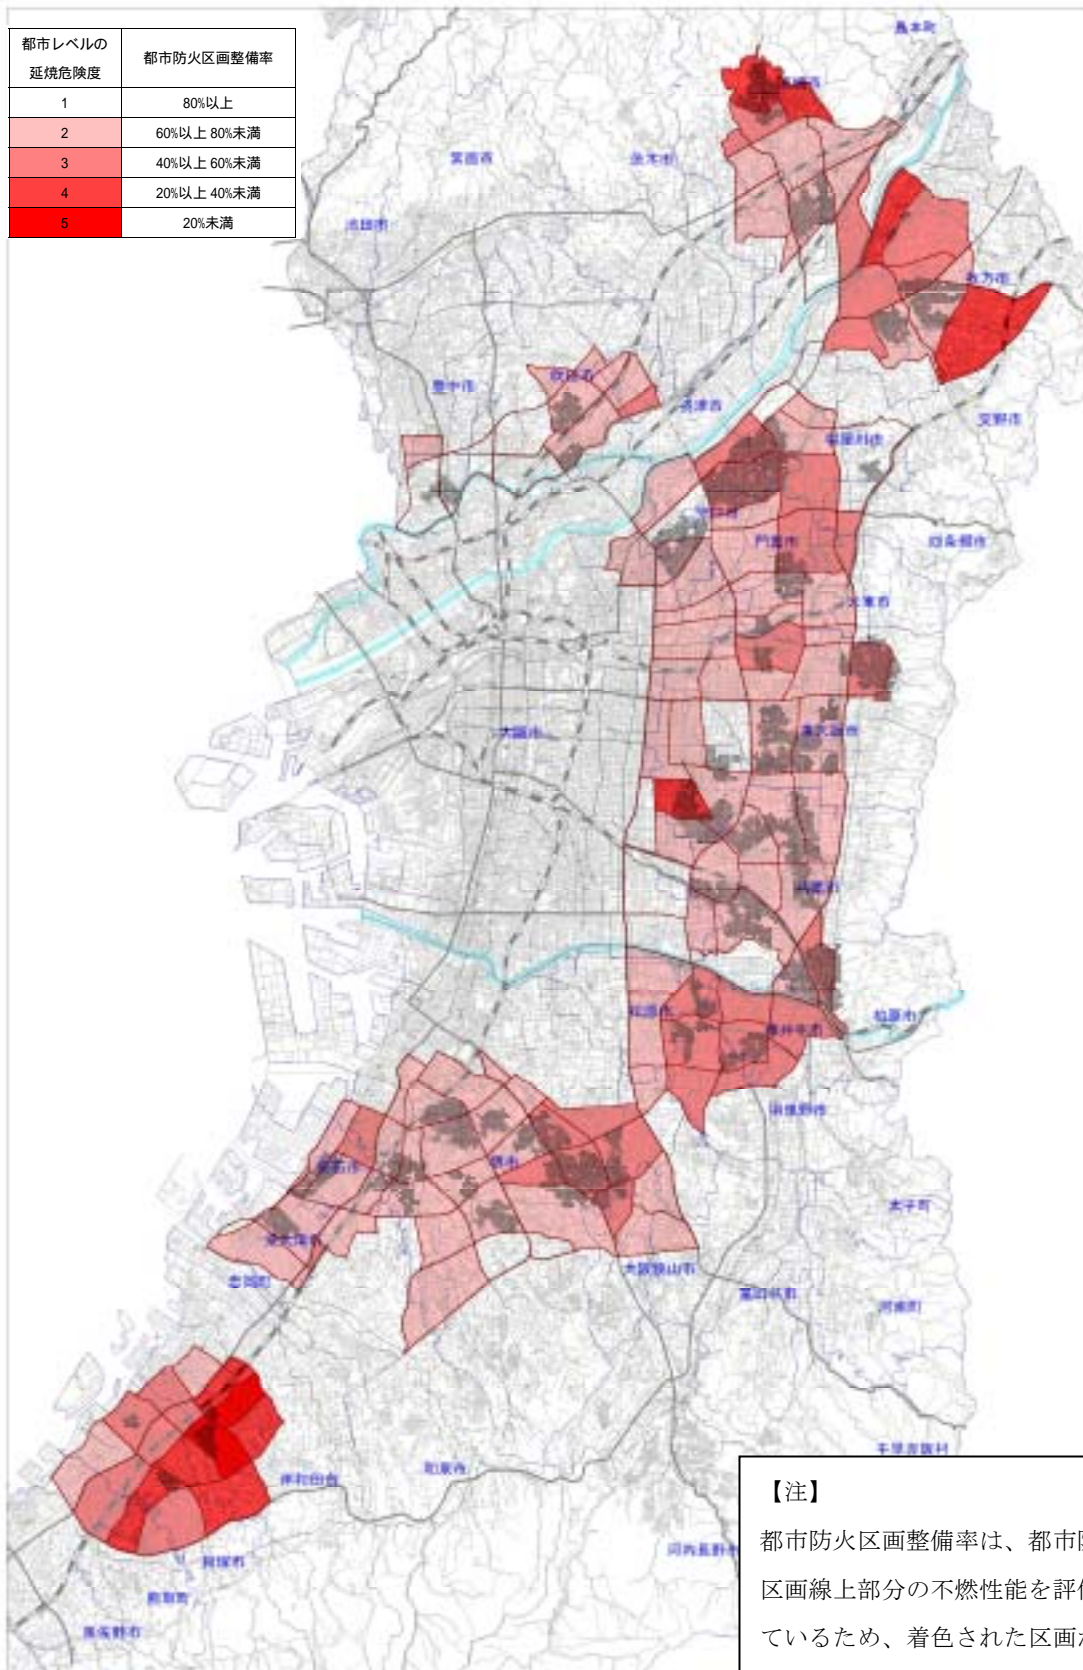 都市レベルの
延焼危険度
都市防火区画整備率
1
80%以上
2
60%以上 80%未満
3
40%以上 60%未満
4
20%以上 40%未満
5
20%未満
島本町
箕面市
茨木市
池田市
枚方市
豊中市
吹田市
摂津市
交野市
寝屋川市
守口市
門真市
四条畷市
大東市
大阪市
東大阪市
八尾市
松原市
柏原市
藤井寺市
羽曳野市
高石市
堺市
太子町
泉大津市
忠岡町
大阪狭山市
富田林市
河南町
千早赤阪村
和泉市
岸和田市
河内長野市
貝塚市
熊取町
泉佐野市
【注】
都市防火区画整備率は、都市防
区画線上部分の不燃性能を評価
ているため、着色された区画が